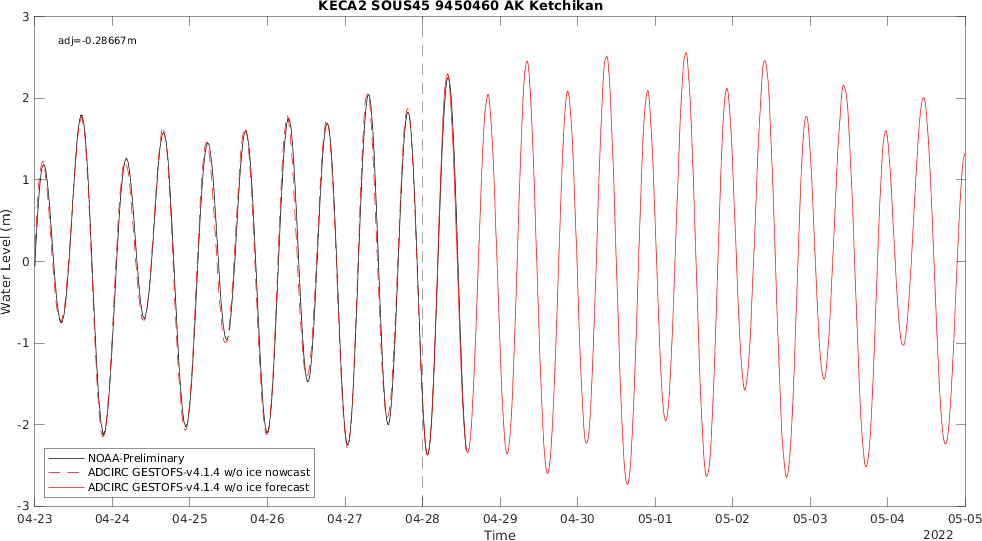 KECA2 SOUS45 9450460 AK Ketchikan
adj=-0.28667m
3
2
1
0
-1
-2
-3
Water Level (m)
NOAA-Preliminary
ADCIRC GESTOFS-v4.1.4 w/o ice nowcast
ADCIRC GESTOFS-v4.1.4 w/o ice forecast
04-23 04-24 04-25 04-26 04-27 04-28 04-29 04-30 05-01 05-02 05-03 05-04 05-05
Time
2022